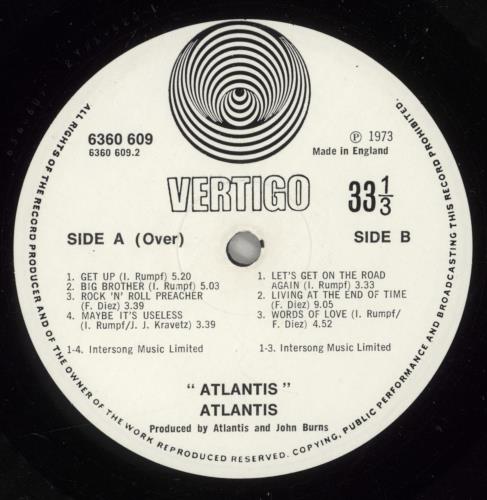 6360 609
6360 609.2
Ⓟ 1973
Made in England
VERTIGO
33 1/3
SIDE A (Over)
SIDE B
1. GET UP (I. Rumpf) 5.20
2. BIG BROTHER (I. Rumpf) 5.03
3. ROCK 'N' ROLL PREACHER
(F. Diez) 3.39
4. MAYBE IT'S USELESS
(I. Rumpf/J. J. Kravetz) 3.39
1-4. Intersong Music Limited
1. LET'S GET ON THE ROAD
AGAIN (I. Rumpf) 3.33
2. LIVING AT THE END OF TIME
(F. Diez) 9.05
3. WORDS OF LOVE (I. Rumpf/
F. Diez) 4.52
1-3. Intersong Music Limited
" ATLANTIS "
ATLANTIS
Produced by Atlantis and John Burns
ALL RIGHTS OF THE RECORD PRODUCER AND OF THE OWNER OF THE WORK REPRODUCED RESERVED. COPYING, PUBLIC PERFORMANCE AND BROADCASTING THIS RECORD PROHIBITED.